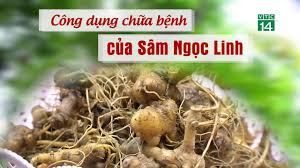 VTC
14
Công dụng chữa bệnh
của Sâm Ngọc Linh